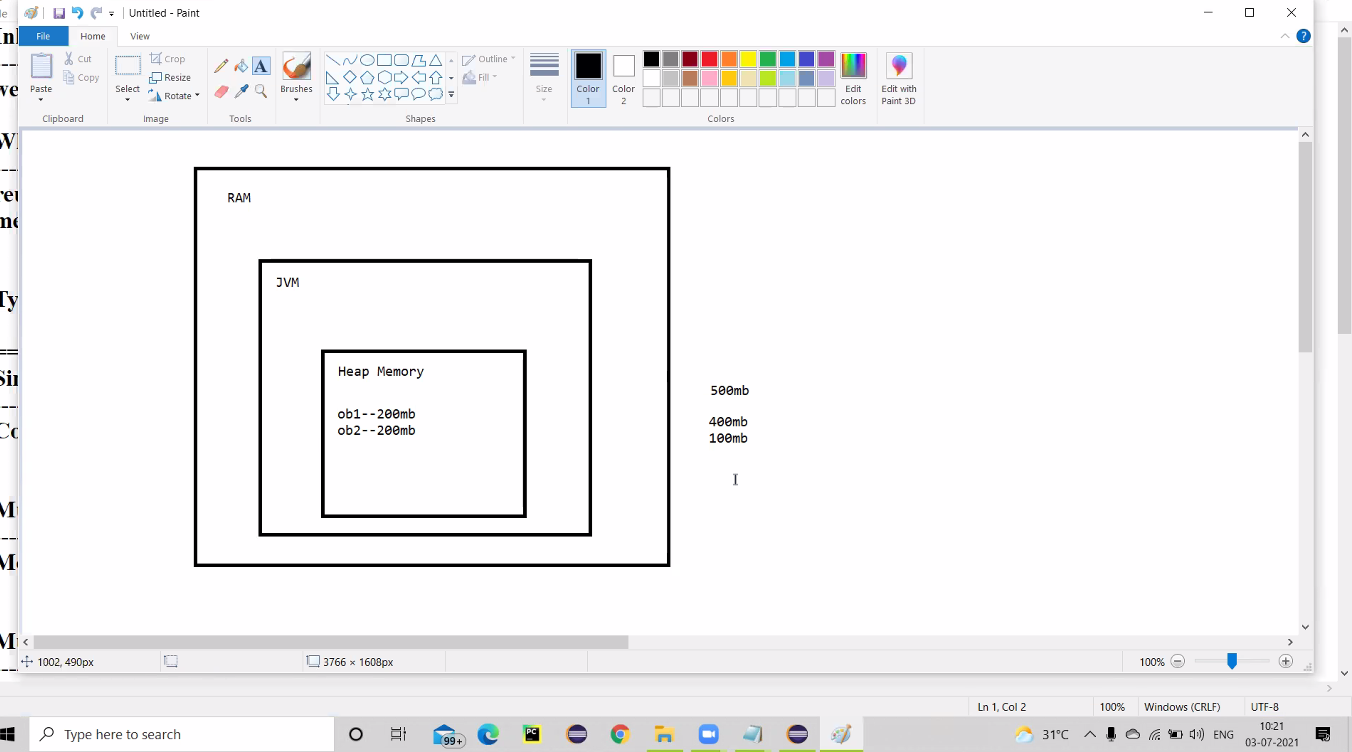 Untitled - Paint
File
Home
View
Paste
Cut
Copy
Clipboard
Select
Crop
Resize
Rotate
Image
A
Tools
Brushes
Shapes
Outline
Fill
Size
Color
1
Color
2
Colors
Edit
colors
Edit with
Paint 3D
RAM
JVM
Heap Memory
ob1--200mb
ob2--200mb
500mb
400mb
100mb
1002, 490px
3766 × 1608px
100%
Ln 1, Col 2
100%
Windows (CRLF)
UTF-8
Type here to search
99+
PC
31°C
ENG
10:21
03-07-2021